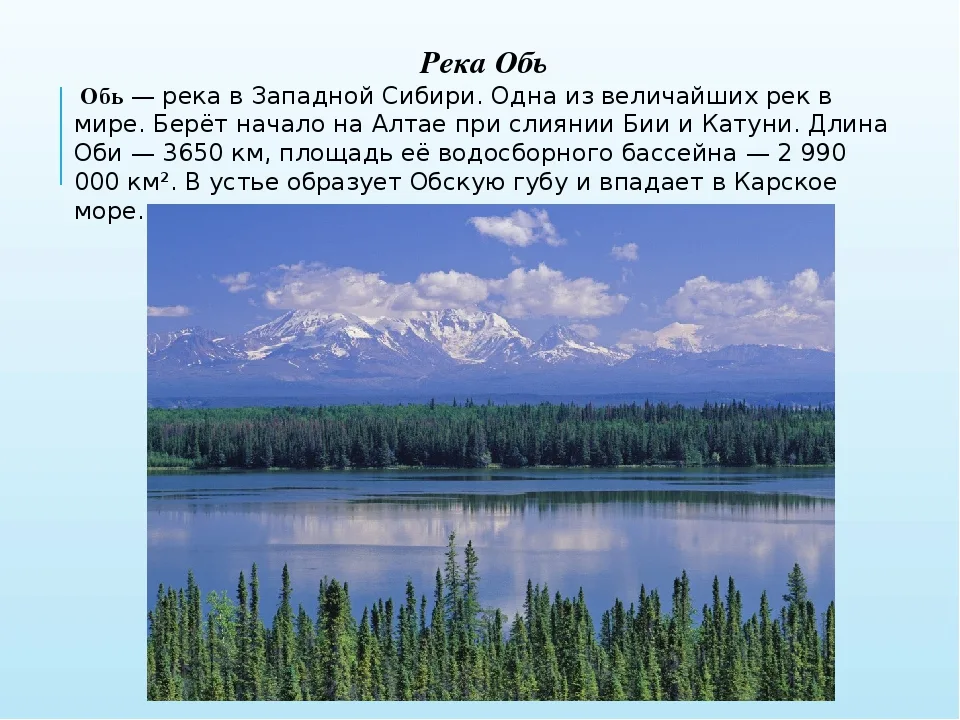 Река Обь
Обь — река в Западной Сибири. Одна из величайших рек в
мире. Берёт начало на Алтае при слиянии Бии и Катуни. Длина
Оби — 3650 км, площадь её водосборного бассейна — 2 990
000 км². В устье образует Обскую губу и впадает в Карское
море.